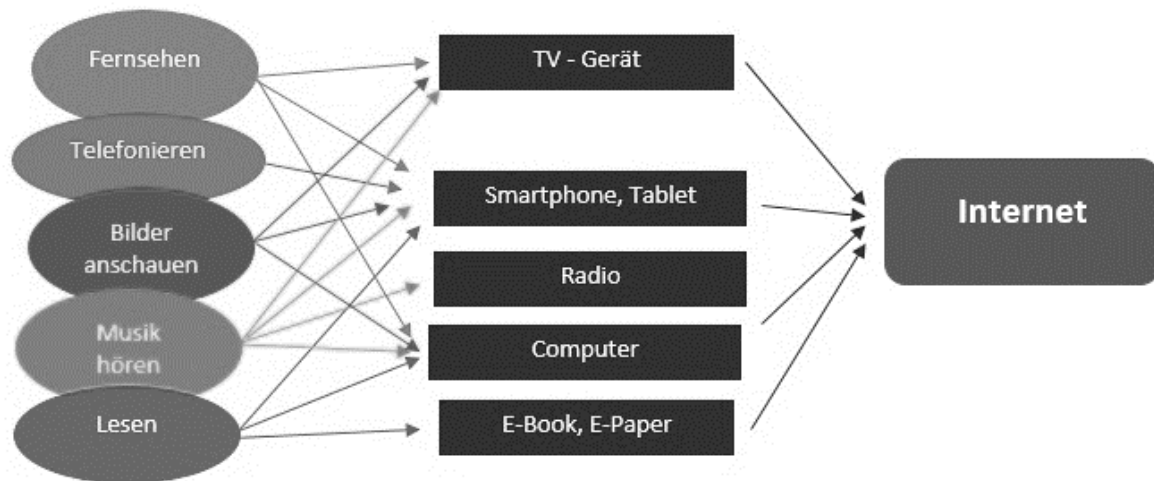 Fernsehen
Telefonieren
Bilder
anschauen
Musik
hören
Lesen
TV - Gerät
Smartphone, Tablet
Radio
Computer
E-Book, E-Paper
Internet